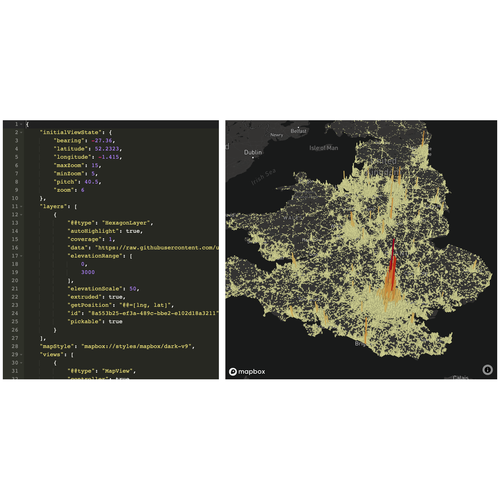 1 {
2 "initialViewState": {
3 "bearing": -27.36,
4 "latitude": 52.2323,
5 "longitude": -1.415,
6 "maxZoom": 15,
7 "minZoom": 5,
8 "pitch": 40.5,
9 "zoom": 6
10 },
11 "layers": [
12 {
13 "##type": "HexagonLayer",
14 "autoHighlight": true,
15 "coverage": 1,
16 "data": "https://raw.githubusercontent.com/u
17 "elevationRange": [
18 0,
19 3000
20 ],
21 "elevationScale": 50,
22 "extruded": true,
23 "getPosition": "##=[lng, lat]",
24 "id": "8a553b25-ef3a-489c-bbe2-e102d18a3211"
25 "pickable": true
26 }
27 ],
28 "mapStyle": "mapbox://styles/mapbox/dark-v9",
29 "views": [
30 {
31 "##type": "MapView",
"controller": true
Belfast
Newry
Isle of Man
Dublin
Irish Sea
mapbox